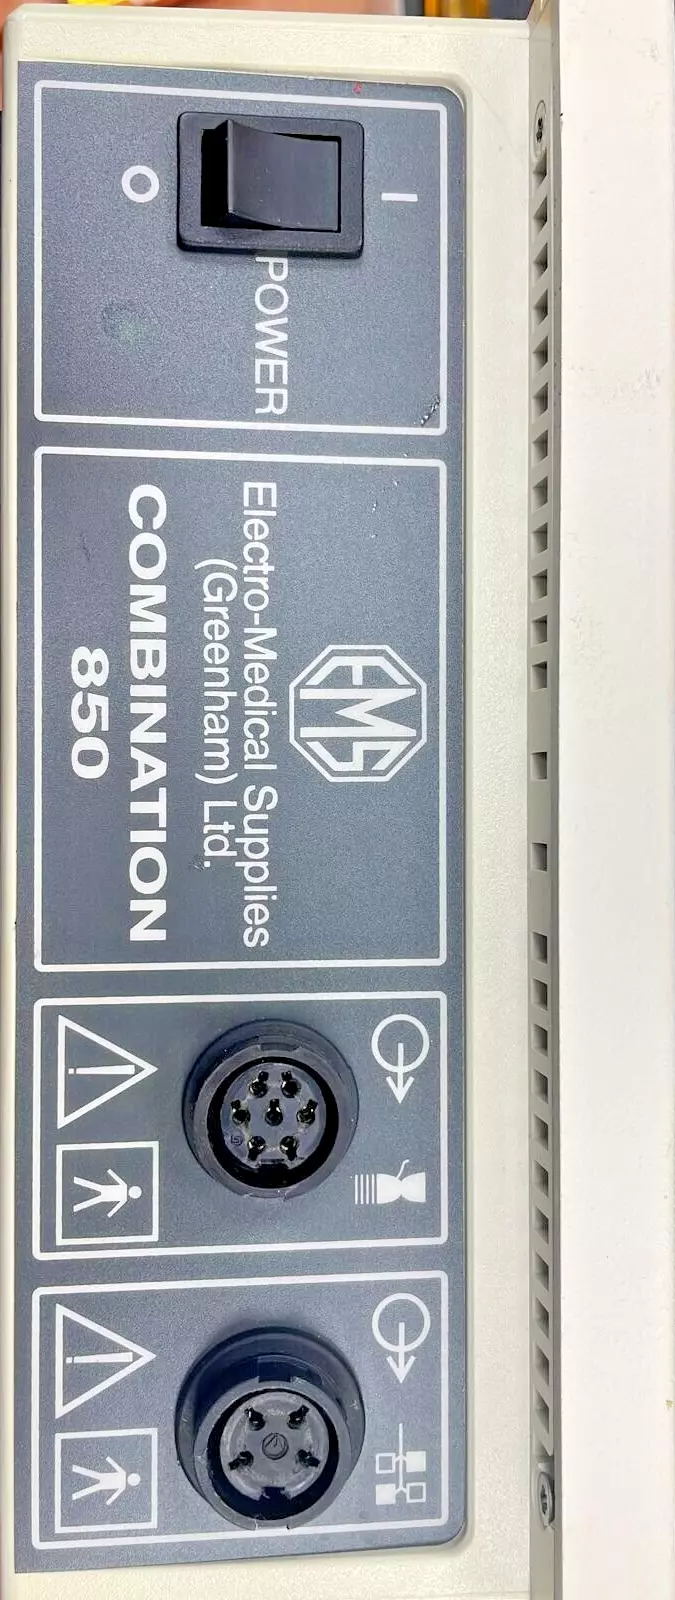 O
I
POWER
EMS
Electro-Medical Supplies
(Greenham) Ltd.
COMBINATION
850